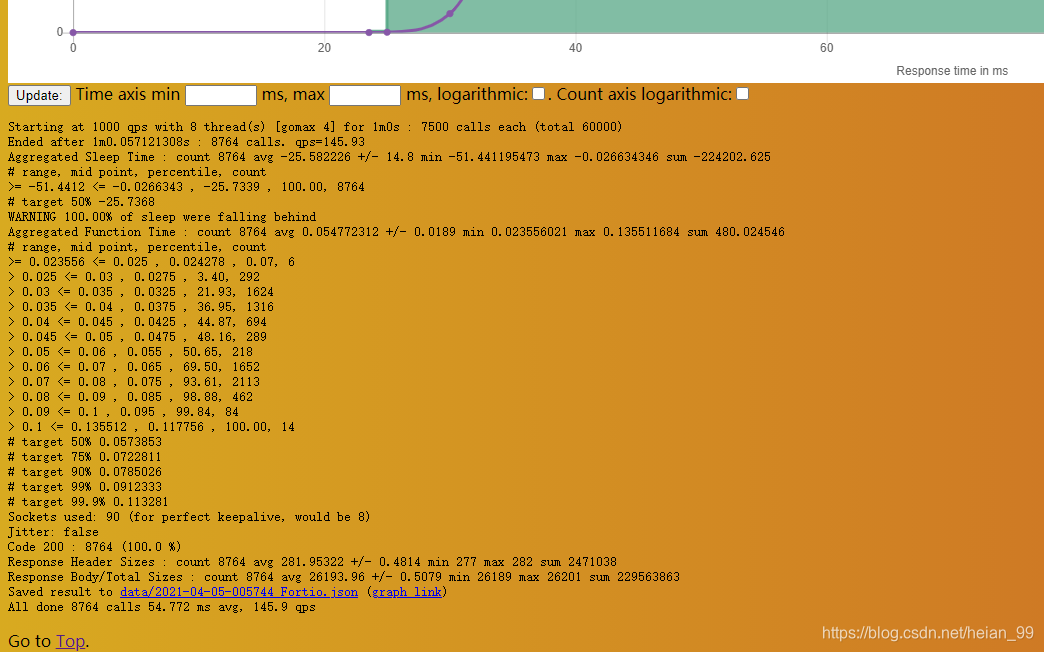 0
0 20 40 60
Response time in ms
Update: Time axis min ms, max ms, logarithmic: . Count axis logarithmic:
Starting at 1000 qps with 8 thread(s) [gomax 4] for 1m0s : 7500 calls each (total 60000)
Ended after 1m0.057121308s : 8764 calls. qps=145.93
Aggregated Sleep Time : count 8764 avg -25.582226 +/- 14.8 min -51.441195473 max -0.026634346 sum -224202.625
# range, mid point, percentile, count
>= -51.4412 <= -0.0266343 , -25.7339 , 100.00, 8764
# target 50% -25.7368
WARNING 100.00% of sleep were falling behind
Aggregated Function Time : count 8764 avg 0.054772312 +/- 0.0189 min 0.023556021 max 0.135511684 sum 480.024546
# range, mid point, percentile, count
>= 0.023556 <= 0.025 , 0.024278 , 0.07, 6
> 0.025 <= 0.03 , 0.0275 , 3.40, 292
> 0.03 <= 0.035 , 0.0325 , 21.93, 1624
> 0.035 <= 0.04 , 0.0375 , 36.95, 1316
> 0.04 <= 0.045 , 0.0425 , 44.87, 694
> 0.045 <= 0.05 , 0.0475 , 48.16, 289
> 0.05 <= 0.06 , 0.055 , 50.65, 218
> 0.06 <= 0.07 , 0.065 , 69.50, 1652
> 0.07 <= 0.08 , 0.075 , 93.61, 2113
> 0.08 <= 0.09 , 0.085 , 98.88, 462
> 0.09 <= 0.1 , 0.095 , 99.84, 84
> 0.1 <= 0.135512 , 0.117756 , 100.00, 14
# target 50% 0.0573853
# target 75% 0.0722811
# target 90% 0.0785026
# target 99% 0.0912333
# target 99.9% 0.113281
Sockets used: 90 (for perfect keepalive, would be 8)
Jitter: false
Code 200 : 8764 (100.0 %)
Response Header Sizes : count 8764 avg 281.95322 +/- 0.4814 min 277 max 282 sum 2471038
Response Body/Total Sizes : count 8764 avg 26193.96 +/- 0.5079 min 26189 max 26201 sum 229563863
Saved result to data/2021-04-05-005744_Fortio.json (graph link)
All done 8764 calls 54.772 ms avg, 145.9 qps
Go to Top.
https://blog.csdn.net/heian_99